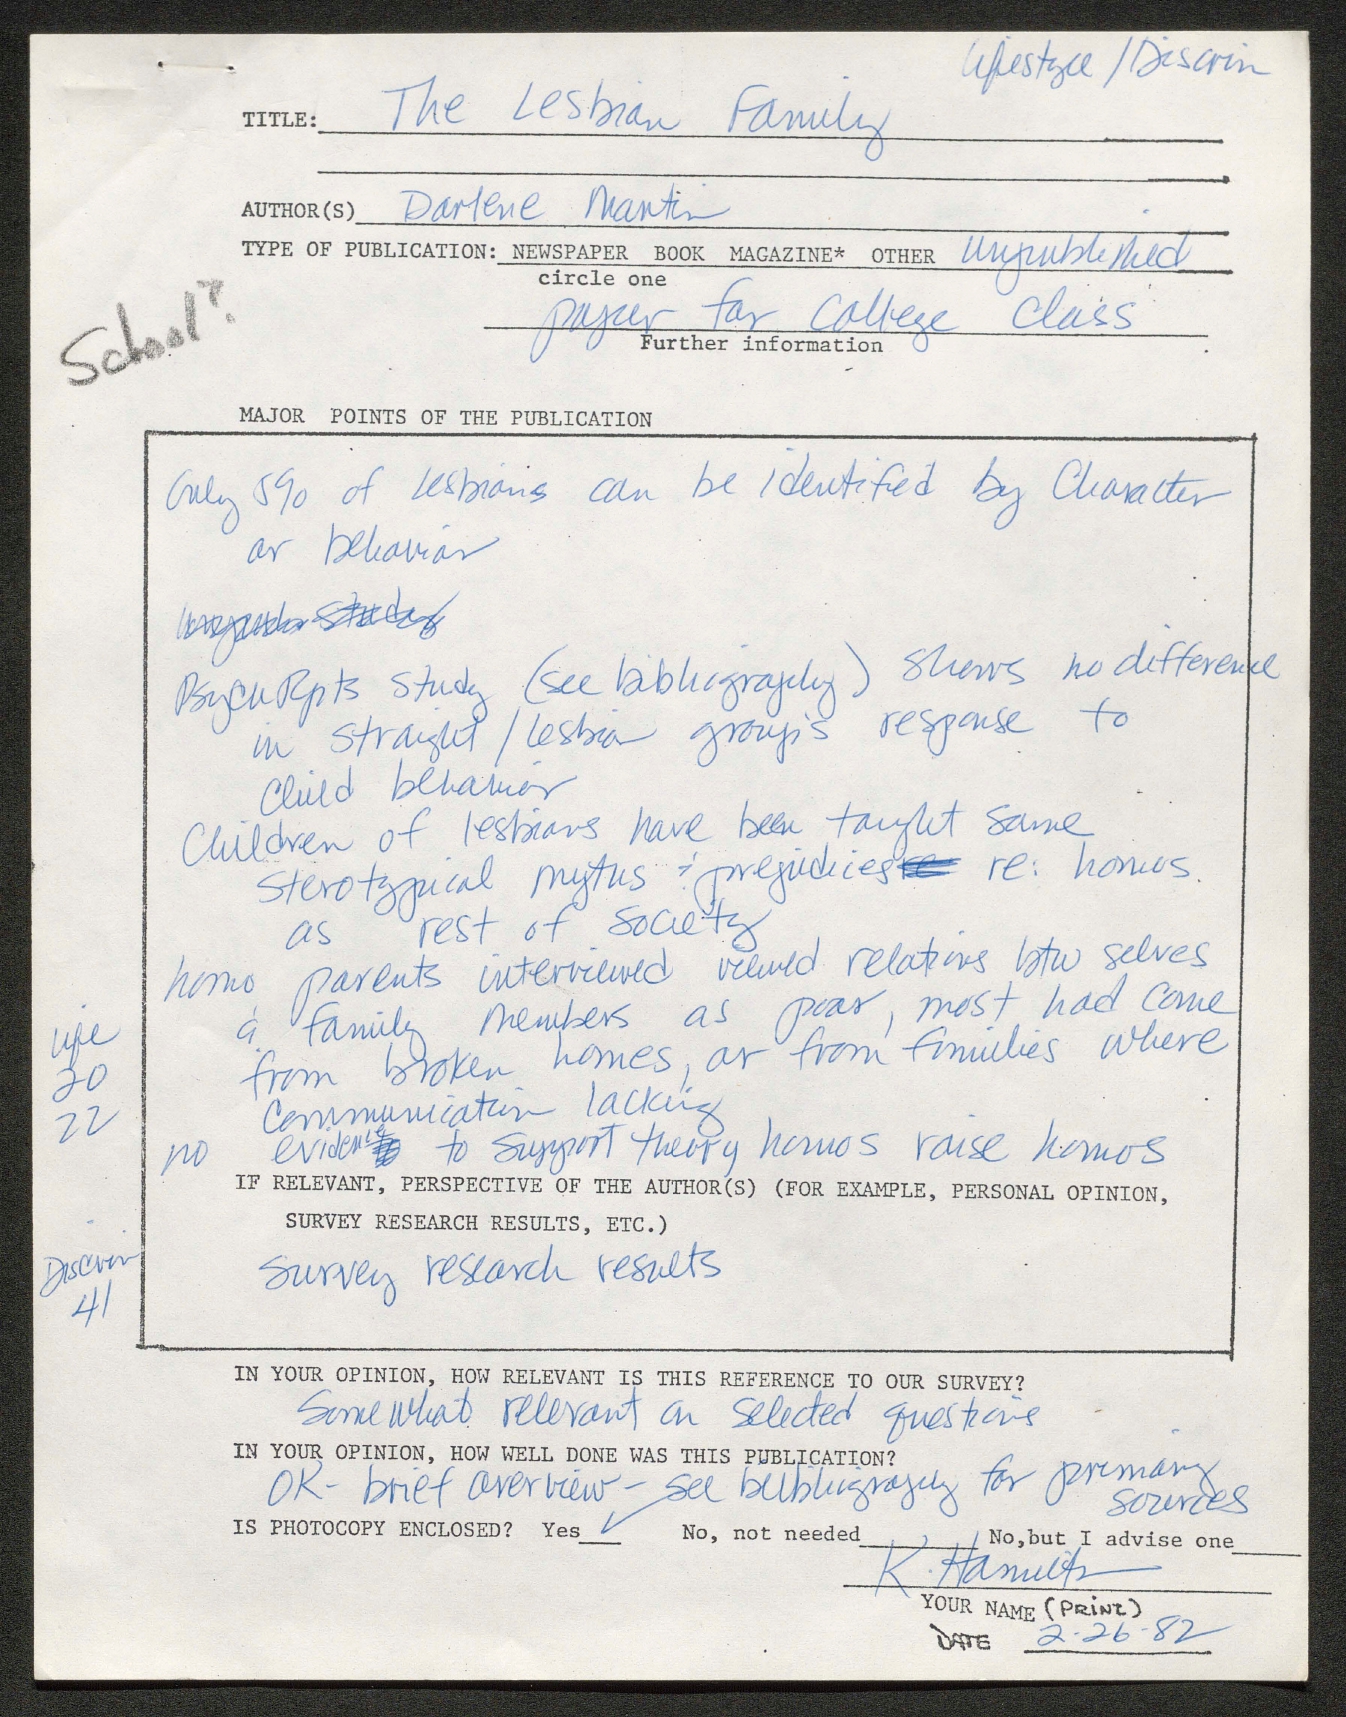 Lifestyle / Discrim
TITLE: The Lesbian Family
AUTHOR(S) Darlene Martin
TYPE OF PUBLICATION: NEWSPAPER BOOK MAGAZINE* OTHER Unpublished
circle one
paper for College Class
Further information
School?
MAJOR POINTS OF THE PUBLICATION
Only 5% of lesbians can be identified by Character
or behavior
Psych Rpts study (see bibliography) shows no difference
in straight / lesbian group's response to
child behavior
Children of lesbians have been taught same
sterotypical myths & prejudices re: homos
as rest of society
homo parents interviewed viewed relations btw selves
& family members as poor, most had come
from broken homes, or from families where
communication lacking
no evidence to support theory homos raise homos
Life
20
22
IF RELEVANT, PERSPECTIVE OF THE AUTHOR(S) (FOR EXAMPLE, PERSONAL OPINION,
SURVEY RESEARCH RESULTS, ETC.)
Survey research results
Discrim
41
IN YOUR OPINION, HOW RELEVANT IS THIS REFERENCE TO OUR SURVEY?
Somewhat relevant on selected questions
IN YOUR OPINION, HOW WELL DONE WAS THIS PUBLICATION?
OK - brief overview - see bibliography for primary
sources
IS PHOTOCOPY ENCLOSED? Yes ✓ No, not needed No,but I advise one
K. Hamilton
YOUR NAME (PRINT)
DATE 2-26-82